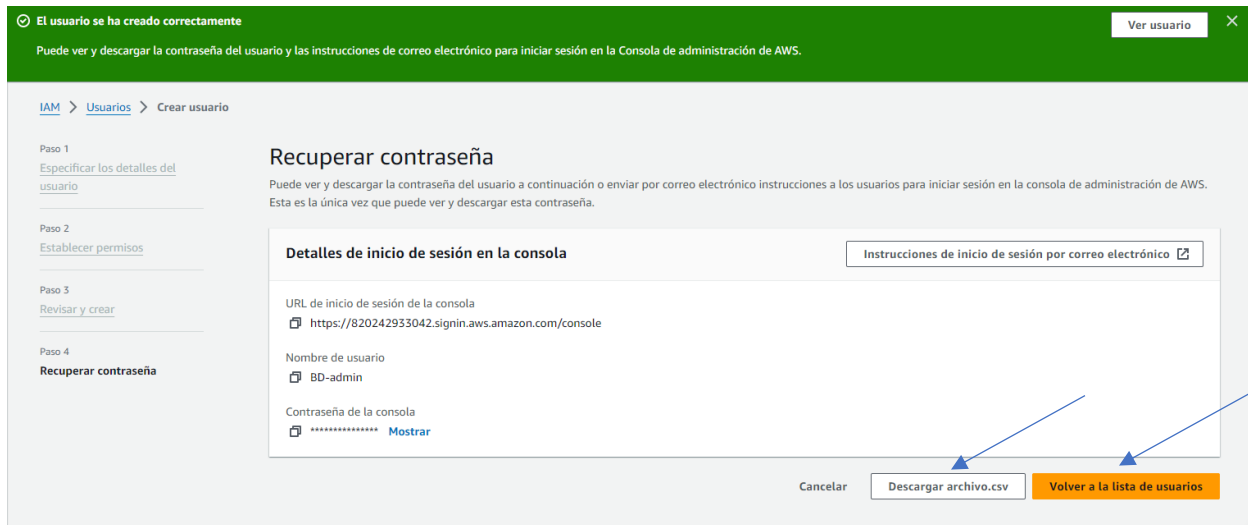 El usuario se ha creado correctamente
Ver usuario
Puede ver y descargar la contraseña del usuario y las instrucciones de correo electrónico para iniciar sesión en la Consola de administración de AWS.
IAM > Usuarios > Crear usuario
Paso 1
Especificar los detalles del
usuario
Paso 2
Establecer permisos
Paso 3
Revisar y crear
Paso 4
Recuperar contraseña
Recuperar contraseña
Puede ver y descargar la contraseña del usuario a continuación o enviar por correo electrónico instrucciones a los usuarios para iniciar sesión en la consola de administración de AWS.
Esta es la única vez que puede ver y descargar esta contraseña.
Detalles de inicio de sesión en la consola
Instrucciones de inicio de sesión por correo electrónico
URL de inicio de sesión de la consola
https://820242933042.signin.aws.amazon.com/console
Nombre de usuario
BD-admin
Contraseña de la consola
*************** Mostrar
Cancelar
Descargar archivo.csv
Volver a la lista de usuarios